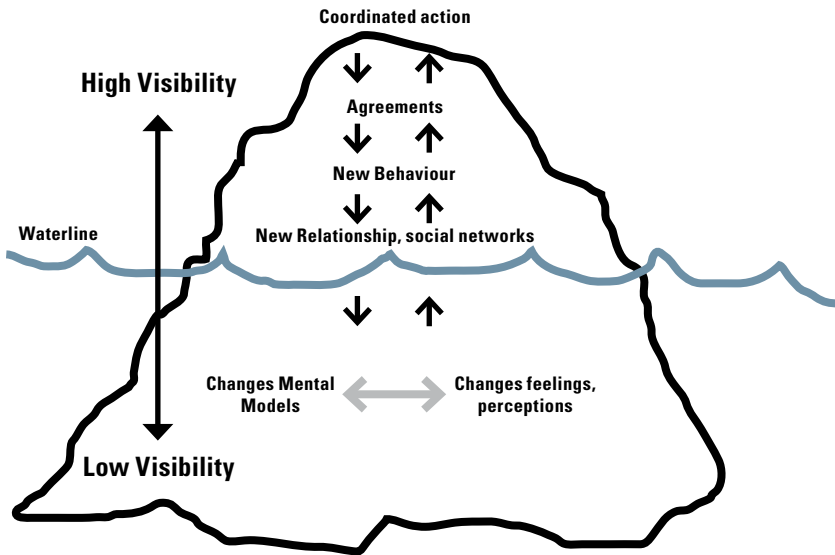 Coordinated action
High Visibility
Agreements
New Behaviour
Waterline
New Relationship, social networks
Changes Mental
Models
Changes feelings,
perceptions
Low Visibility